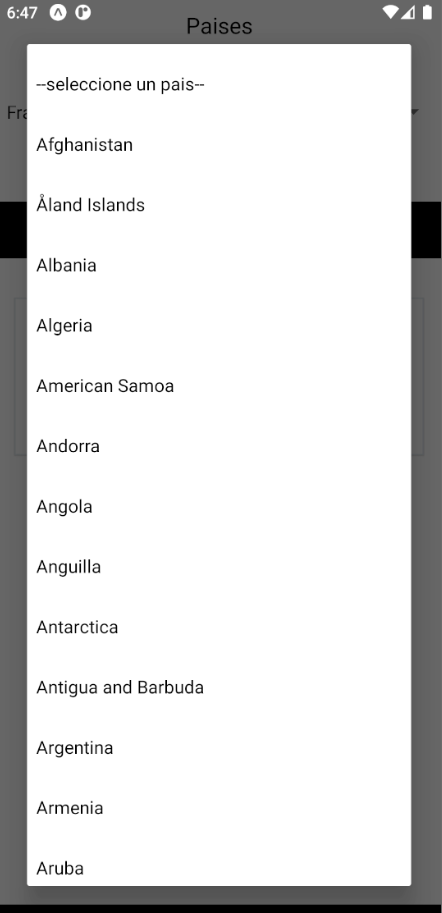 6:47
Paises
Fra
--seleccione un pais--
Afghanistan
Åland Islands
Albania
Algeria
American Samoa
Andorra
Angola
Anguilla
Antarctica
Antigua and Barbuda
Argentina
Armenia
Aruba